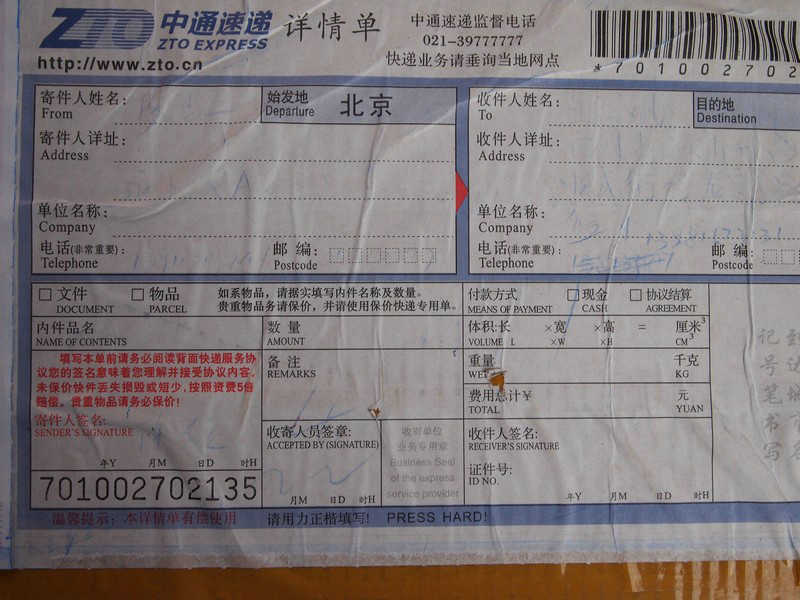 ZTO 中通速递 详情单
ZTO EXPRESS
http://www.zto.cn
中通速递监督电话
021-39777777
快递业务请垂询当地网点
*701002702
寄件人姓名:
From
始发地
Departure
北京
寄件人详址:
Address
单位名称:
Company
电话(非常重要):
Telephone
邮 编:
Postcode
收件人姓名:
To
目的地
Destination
收件人详址:
Address
单位名称:
Company
电话(非常重要):
Telephone
邮 编:
Postcode
□ 文件 □ 物品
DOCUMENT PARCEL
如系物品，请据实填写内件名称及数量。
贵重物品务请保价，并请使用保价快递专用单。
付款方式 □ 现金 □ 协议结算
MEANS OF PAYMENT CASH AGREEMENT
内件品名
NAME OF CONTENTS
数 量
AMOUNT
体积:长 ×宽 ×高 = 厘米³
VOLUME L ×W ×H CM³
填写本单前请务必阅读背面快递服务协
议您的签名意味着您理解并接受协议内容。
未保价快件丢失损毁或短少，按照资费5倍
赔偿。贵重物品请务必保价!
寄件人签名:
SENDER'S SIGNATURE
年Y 月M 日D 时H
备 注
REMARKS
重量 千克
KG
费用总计￥ 元
TOTAL YUAN
收寄人员签章:
ACCEPTED BY (SIGNATURE)
月M 日D 时H
收寄单位
业务专用章
Business Seal
of the express
service provider
收件人签名:
RECEIVER'S SIGNATURE
证件号:
ID NO.
年Y 月M 日D 时H
701002702135
温馨提示: 本详情单有偿使用 请用力正楷填写! PRESS HARD!